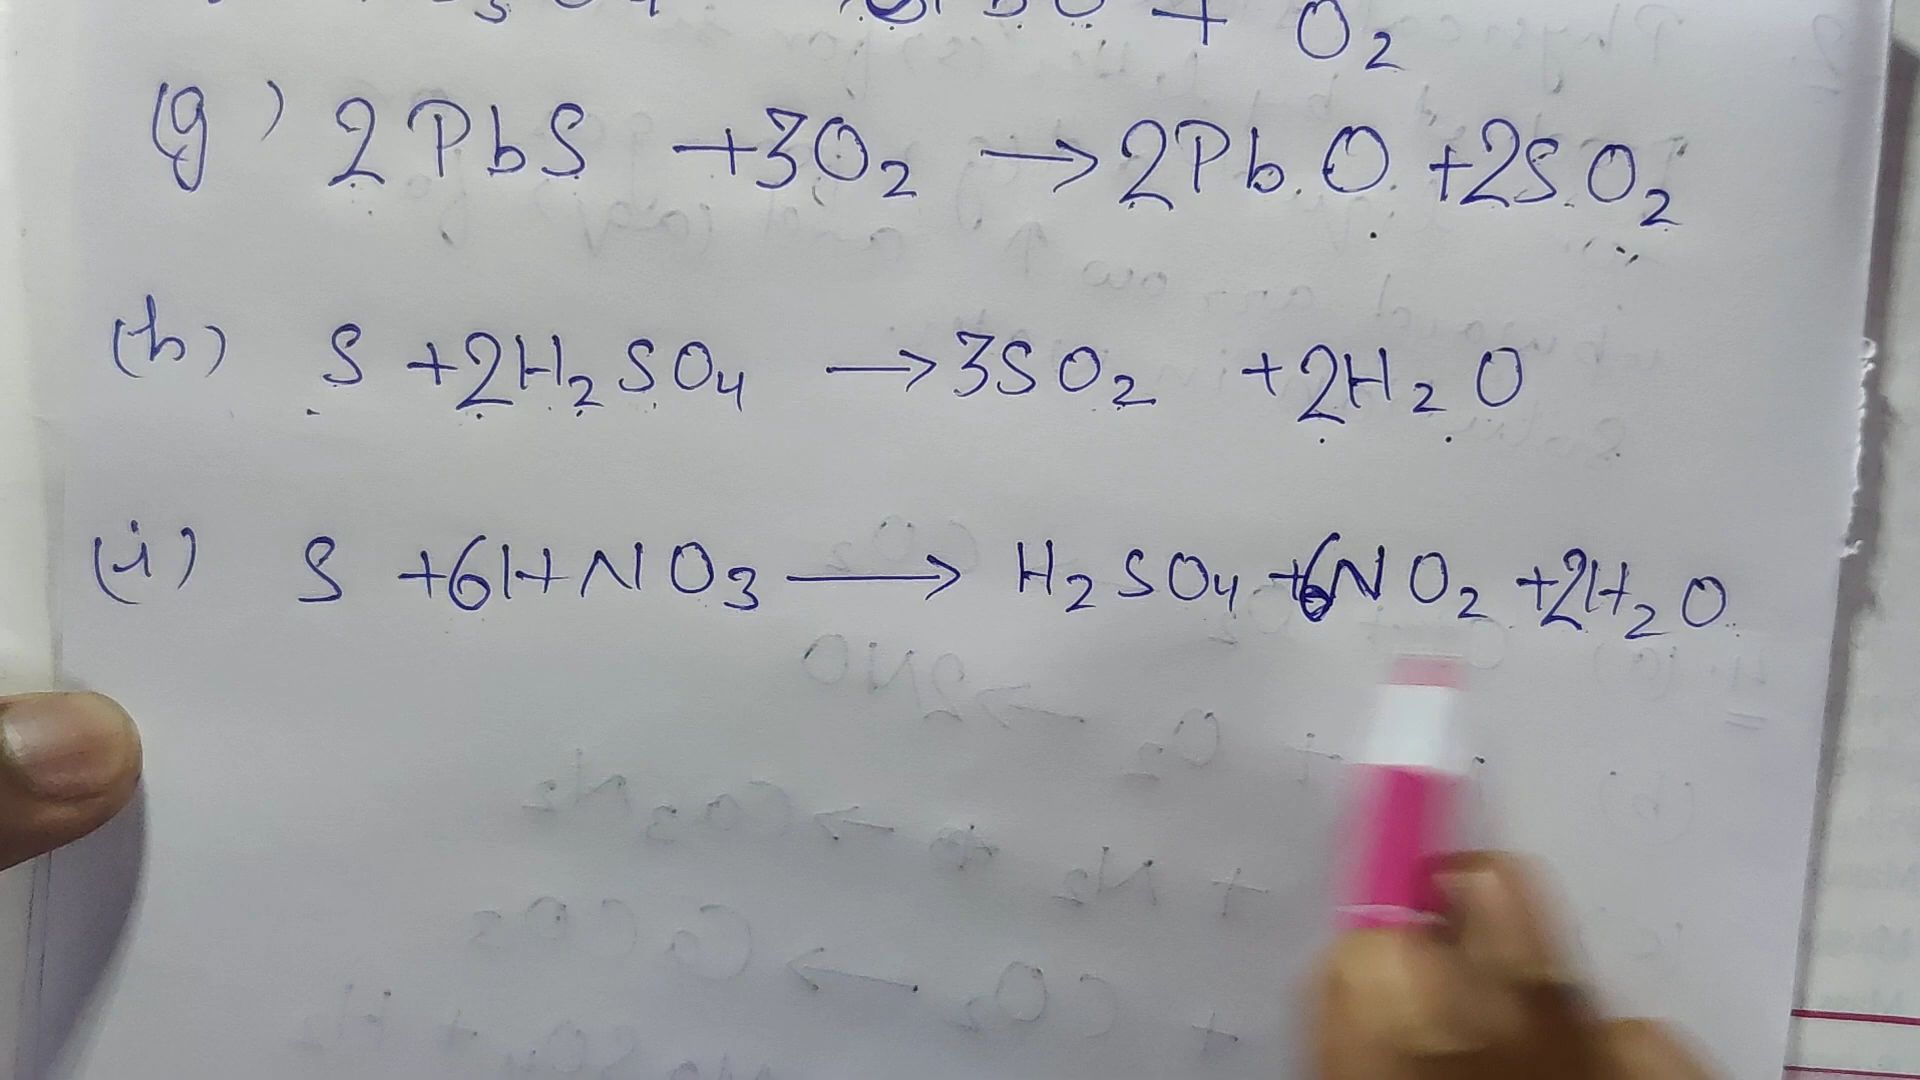 O + O₂
(g) 2PbS + 3O₂ → 2PbO + 2SO₂
(h) S + 2H₂SO₄ → 3SO₂ + 2H₂O
(i) S + 6HNO₃ → H₂SO₄ + 6NO₂ + 2H₂O